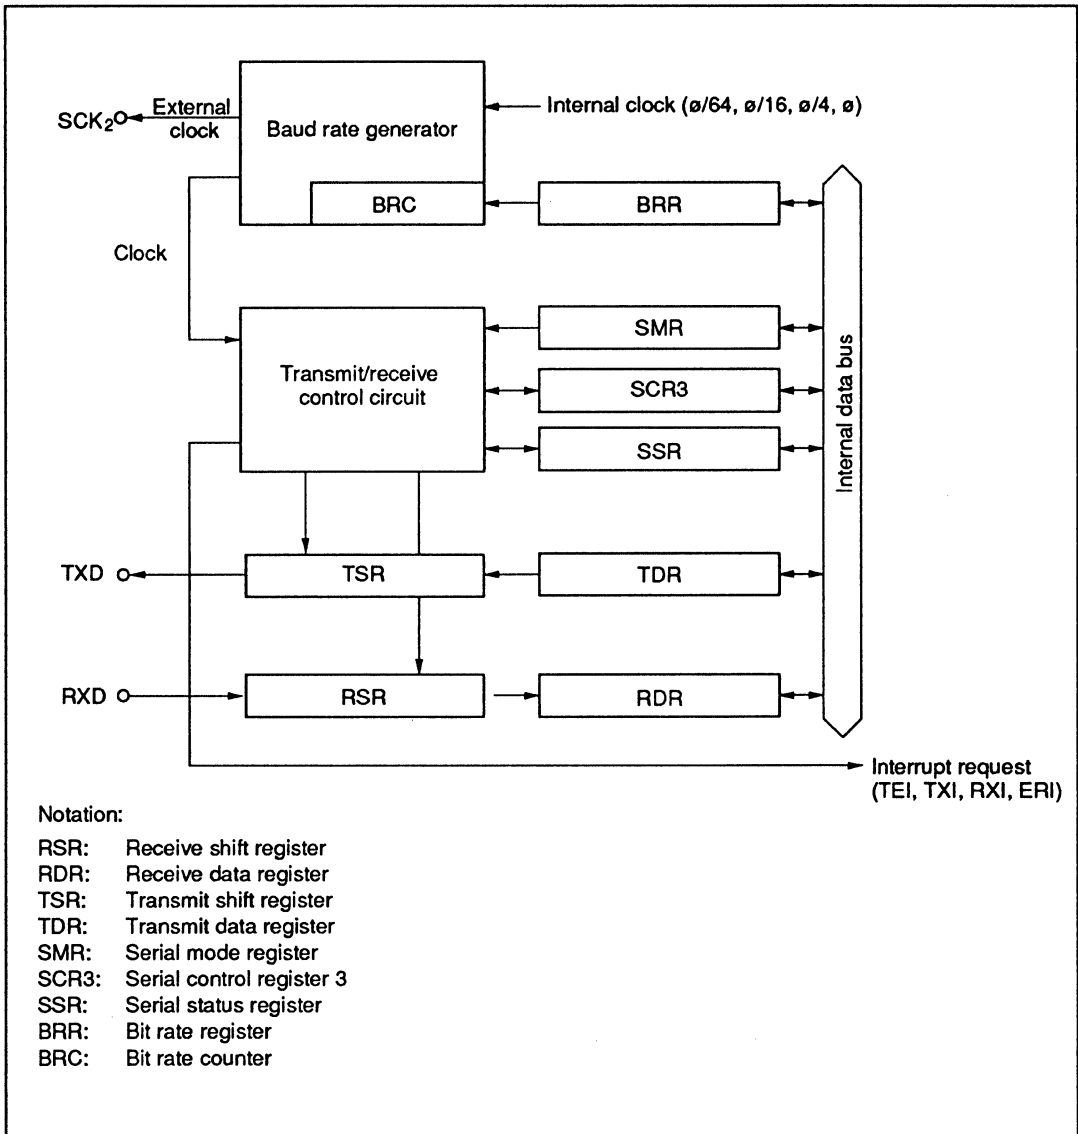 SCK2
External
clock
Baud rate generator
Internal clock (ø/64, ø/16, ø/4, ø)
BRC
BRR
Clock
SMR
Transmit/receive
control circuit
SCR3
SSR
Internal data bus
TXD
TSR
TDR
RXD
RSR
RDR
Interrupt request
(TEI, TXI, RXI, ERI)
Notation:
RSR: Receive shift register
RDR: Receive data register
TSR: Transmit shift register
TDR: Transmit data register
SMR: Serial mode register
SCR3: Serial control register 3
SSR: Serial status register
BRR: Bit rate register
BRC: Bit rate counter